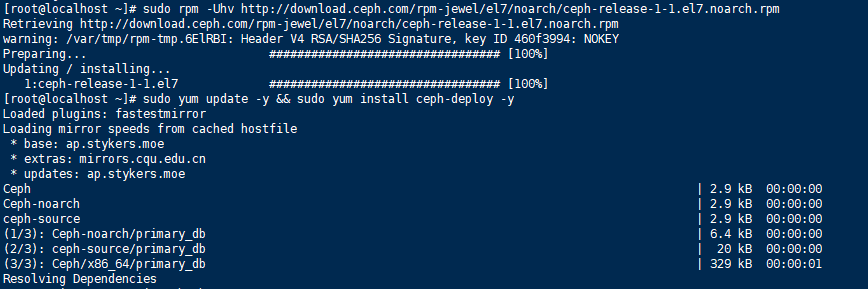 [root@localhost ~]# sudo rpm -Uhv http://download.ceph.com/rpm-jewel/el7/noarch/ceph-release-1-1.el7.noarch.rpm
Retrieving http://download.ceph.com/rpm-jewel/el7/noarch/ceph-release-1-1.el7.noarch.rpm
warning: /var/tmp/rpm-tmp.6ElRBI: Header V4 RSA/SHA256 Signature, key ID 460f3994: NOKEY
Preparing... ################################# [100%]
Updating / installing...
1:ceph-release-1-1.el7 ################################# [100%]
[root@localhost ~]# sudo yum update -y && sudo yum install ceph-deploy -y
Loaded plugins: fastestmirror
Loading mirror speeds from cached hostfile
* base: ap.stykers.moe
* extras: mirrors.cqu.edu.cn
* updates: ap.stykers.moe
Ceph | 2.9 kB 00:00:00
Ceph-noarch | 2.9 kB 00:00:00
ceph-source | 2.9 kB 00:00:00
(1/3): Ceph-noarch/primary_db | 6.4 kB 00:00:00
(2/3): ceph-source/primary_db | 20 kB 00:00:00
(3/3): Ceph/x86_64/primary_db | 329 kB 00:00:01
Resolving Dependencies